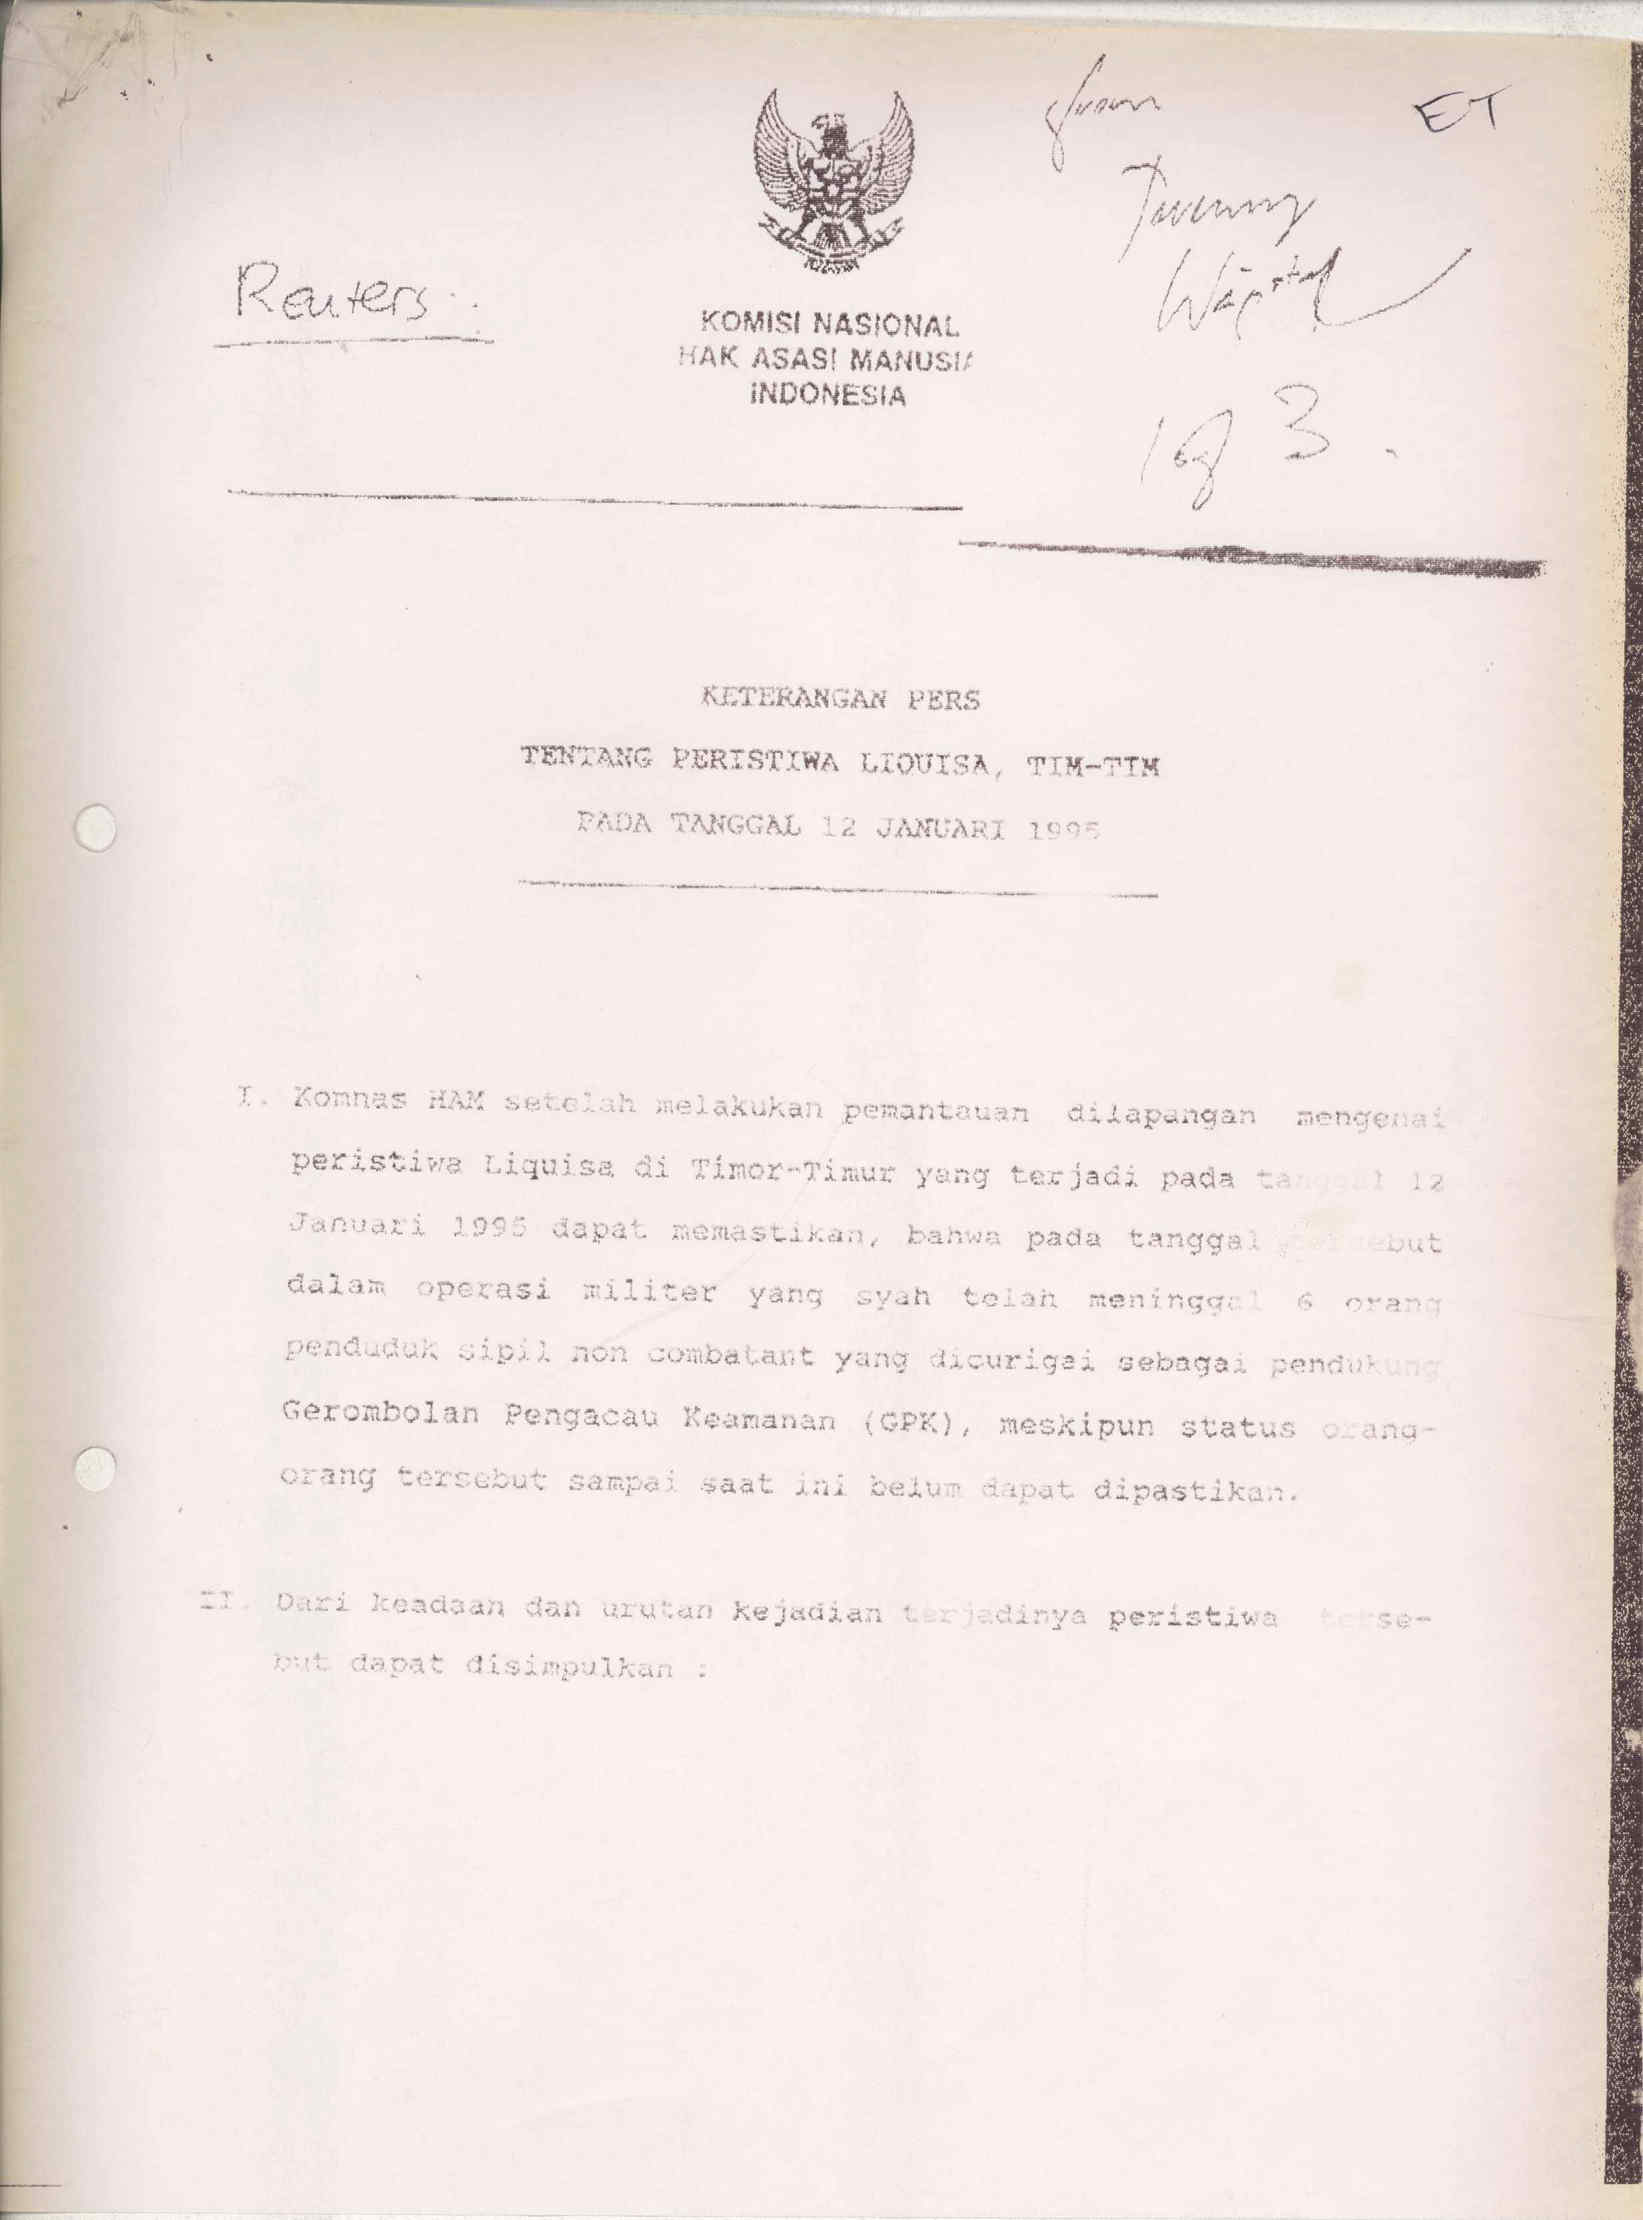 ET
Reuters
KOMISI NASIONAL
HAK ASASI MANUSIA
INDONESIA
3.
KETERANGAN PERS
TENTANG PERISTIWA LIQUISA, TIM-TIM
PADA TANGGAL 12 JANUARI 1995
I. Komnas HAM setelah melakukan pemantauan dilapangan mengenai
peristiwa Liquisa di Timor-Timur yang terjadi pada tanggal 12
Januari 1995 dapat memastikan, bahwa pada tanggal tersebut
dalam operasi militer yang syah telah meninggal 6 orang
penduduk sipil non combatant yang dicurigai sebagai pendukung
Gerombolan Pengacau Keamanan (GPK), meskipun status orang-
orang tersebut sampai saat ini belum dapat dipastikan.
II. Dari keadaan dan urutan kejadian terjadinya peristiwa terse-
but dapat disimpulkan :